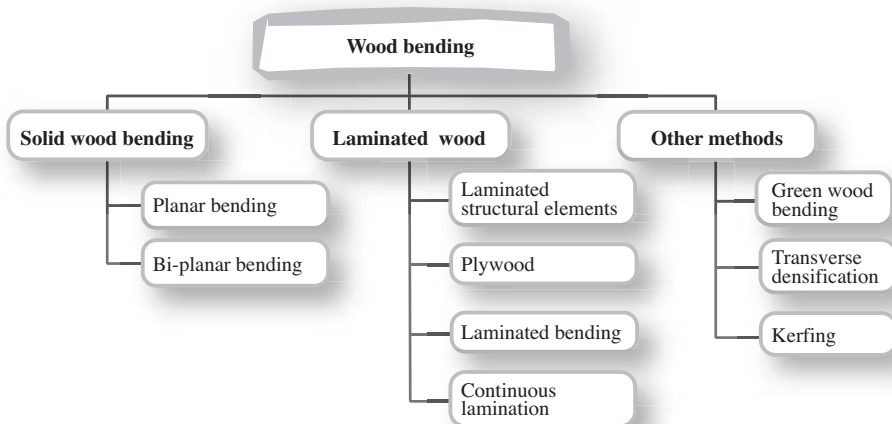 Wood bending
Solid wood bending
Laminated wood
Other methods
Planar bending
Bi-planar bending
Laminated
structural elements
Plywood
Laminated bending
Continuous
lamination
Green wood
bending
Transverse
densification
Kerfing